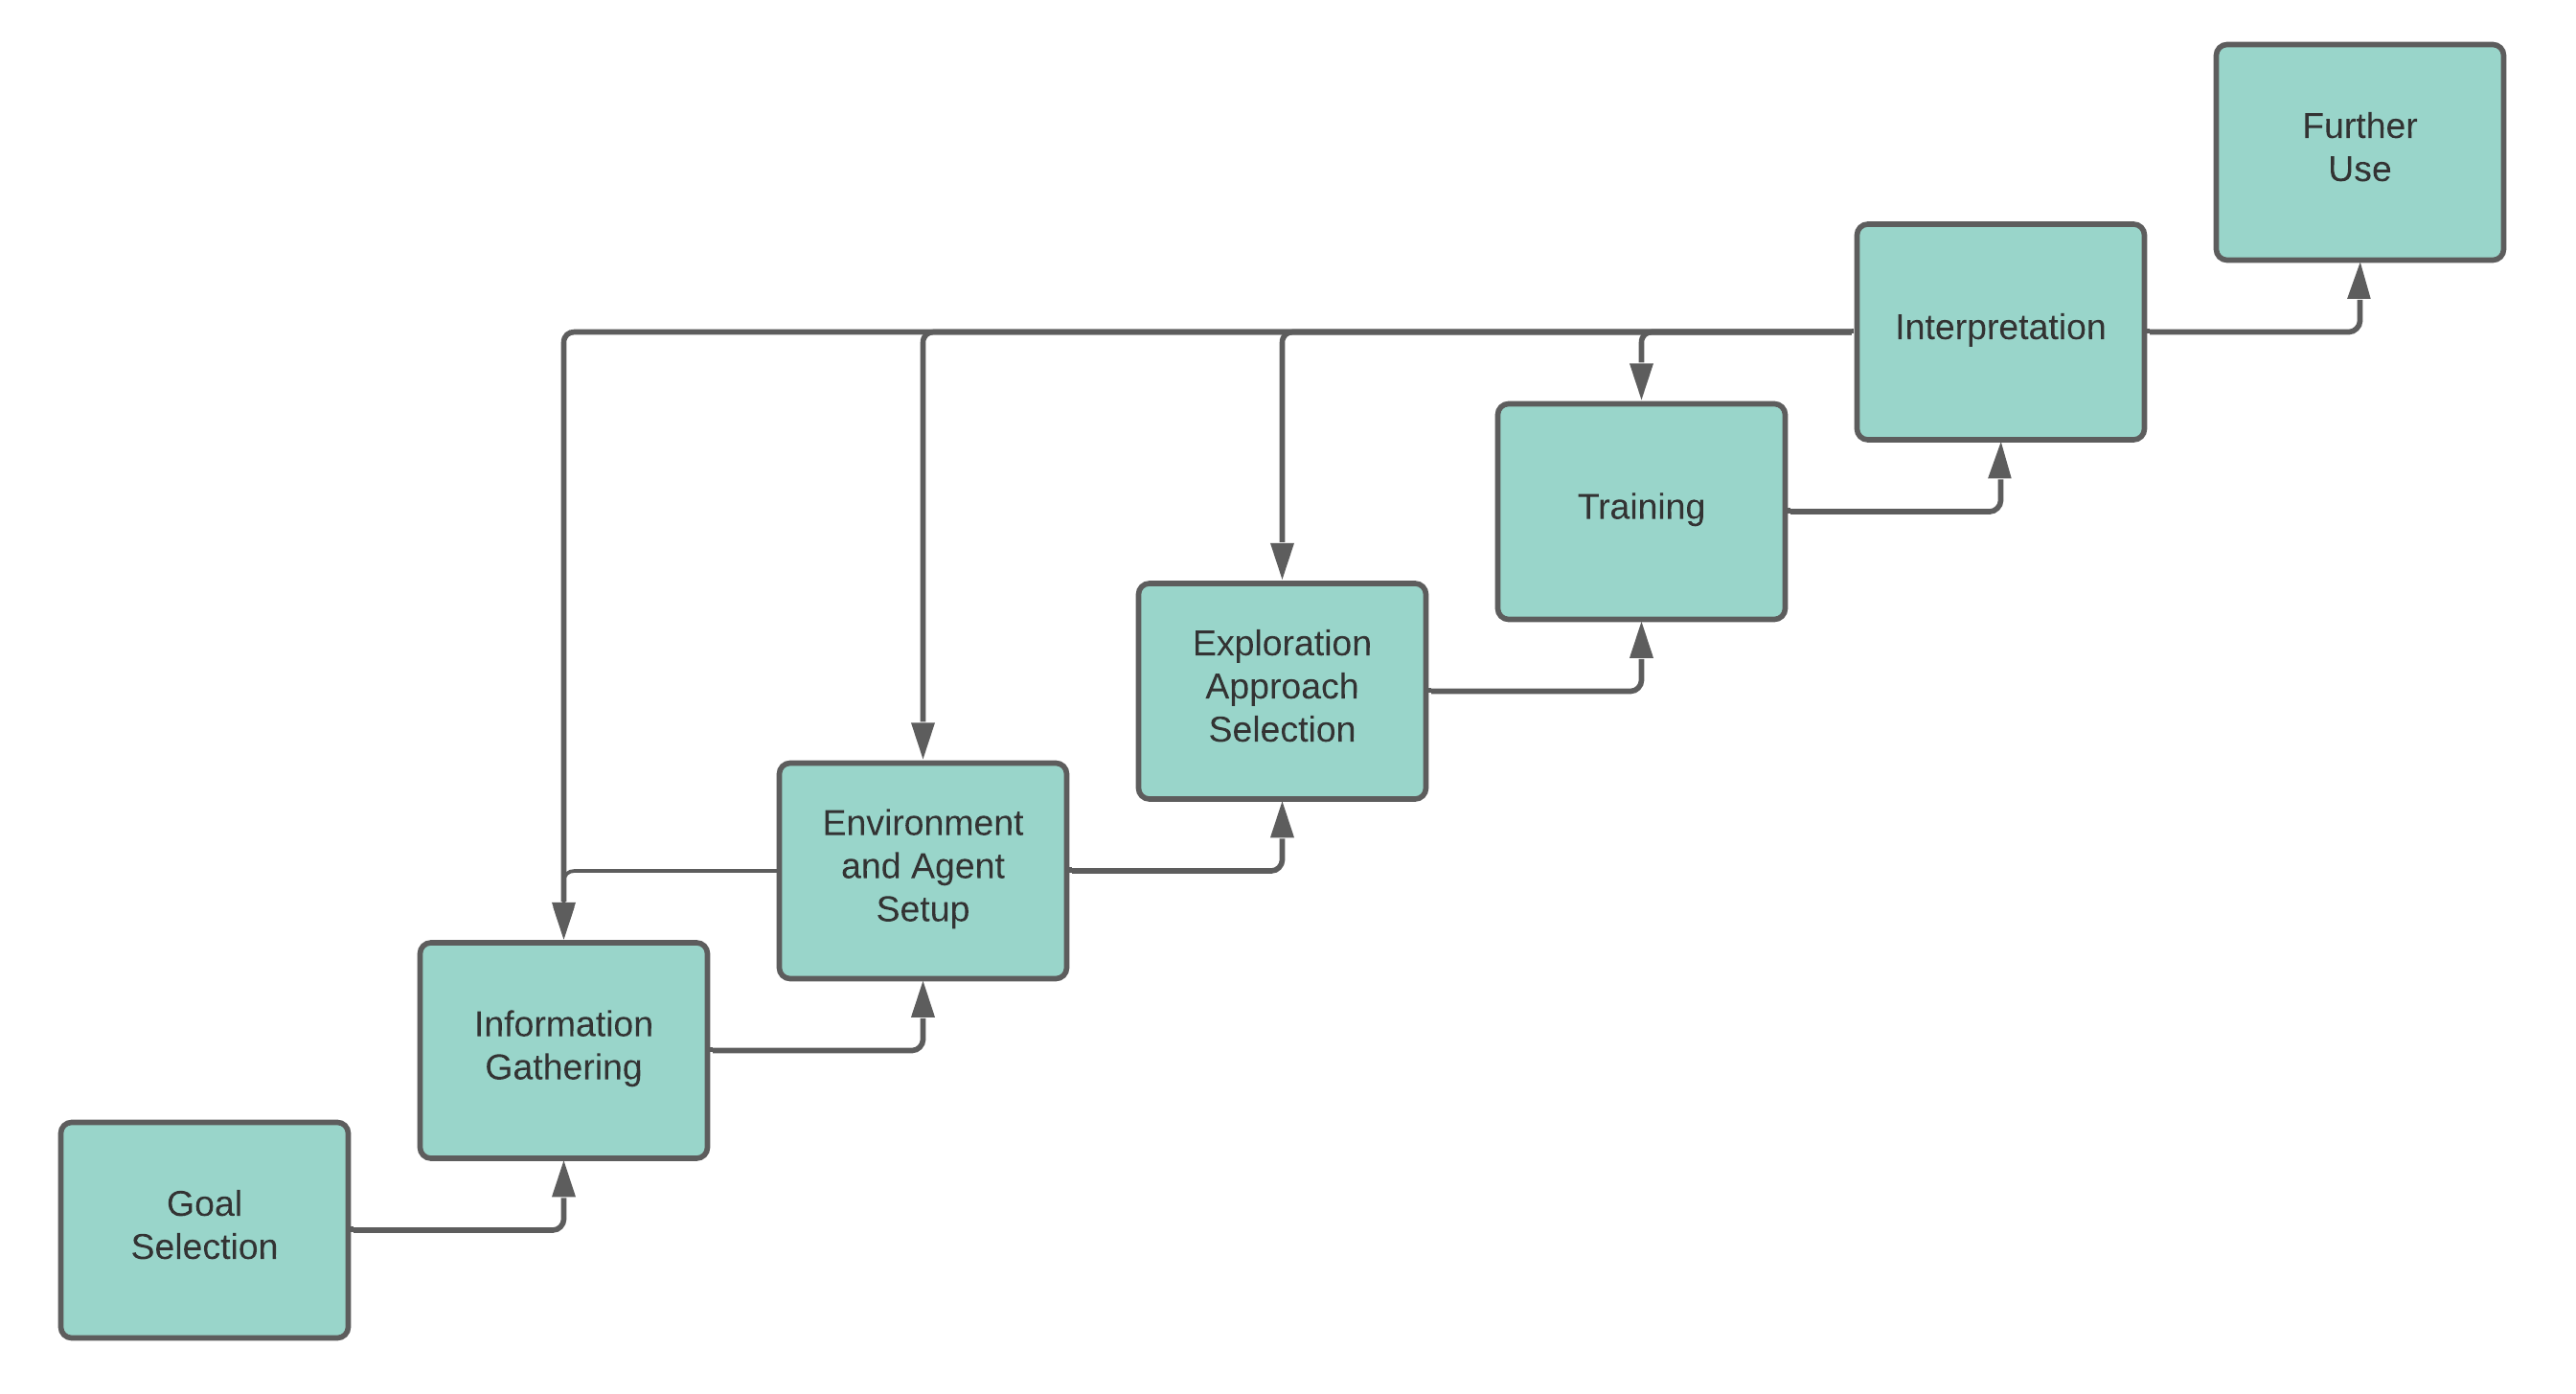 Further
Use
Interpretation
Training
Exploration
Approach
Selection
Environment
and Agent
Setup
Information
Gathering
Goal
Selection